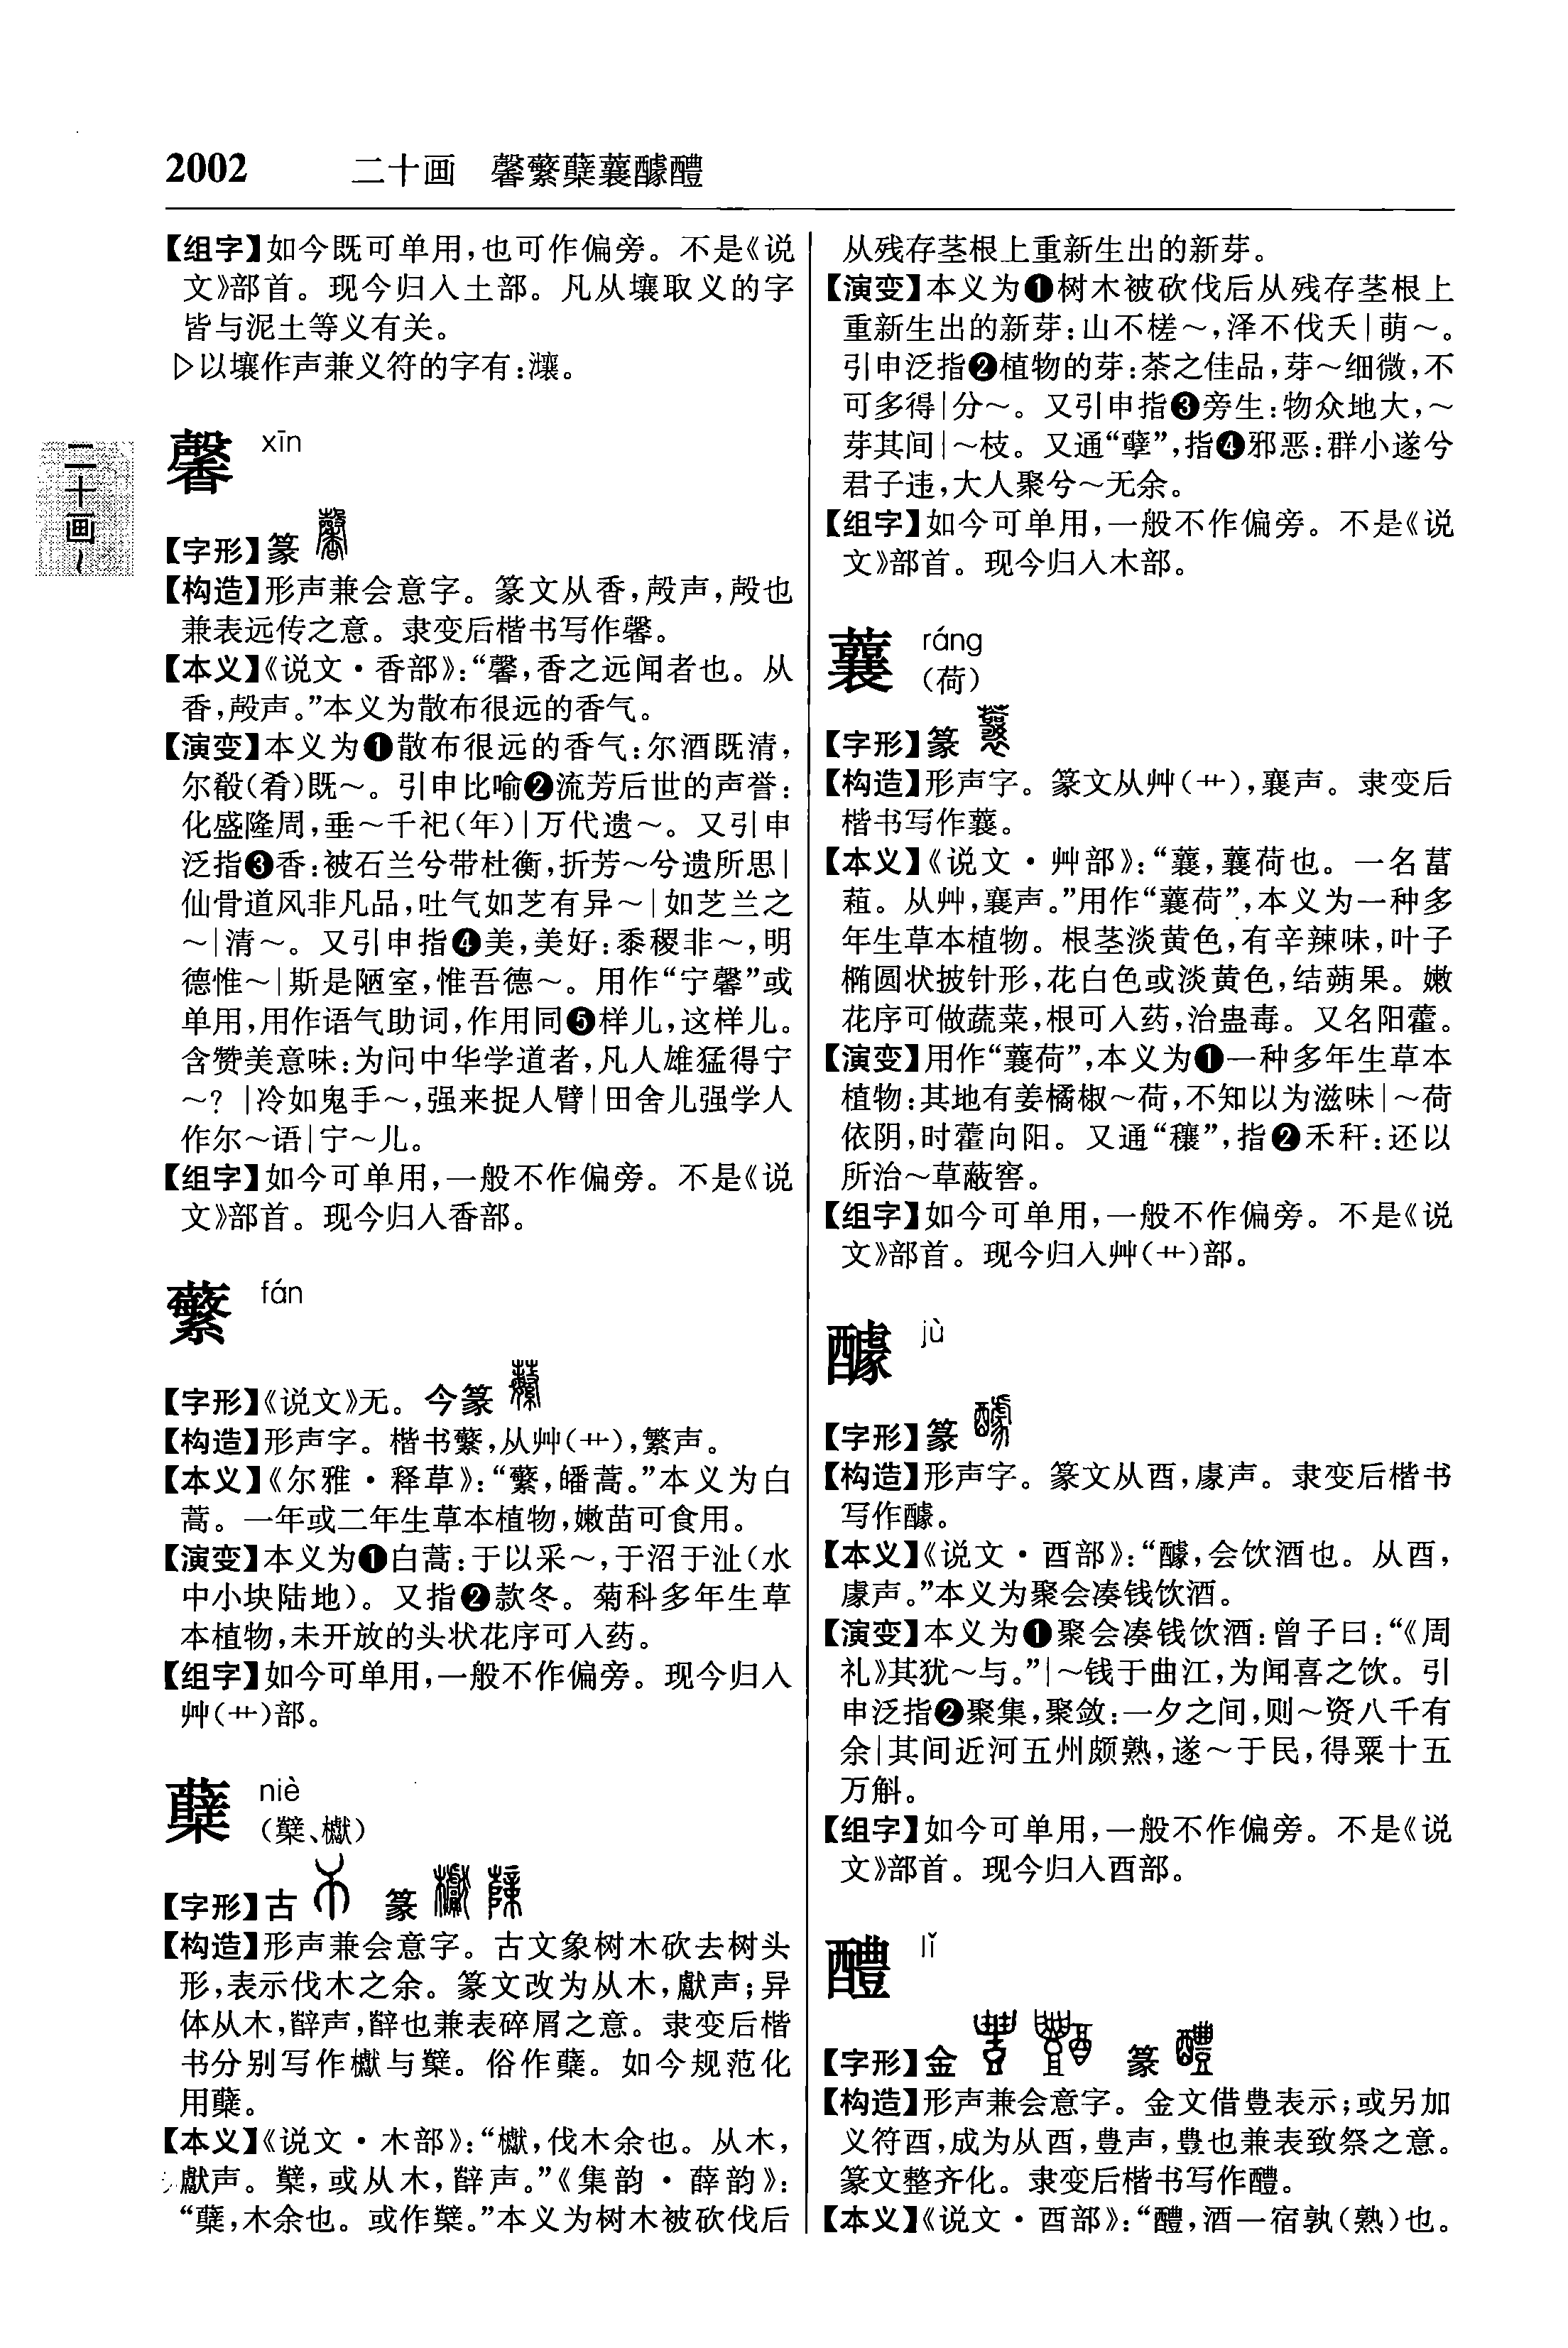 2002 二十画 馨蘩蘖蘘醵醴
【组字】如今既可单用,也可作偏旁。不是《说
文》部首。现今归入土部。凡从壤取义的字
皆与泥土等义有关。
▷以壤作声兼义符的字有:瀼。
二十画~
馨 xīn
【字形】篆
【构造】形声兼会意字。篆文从香,殸声,殸也
兼表远传之意。隶变后楷书写作馨。
【本义】《说文·香部》:“馨,香之远闻者也。从
香,殸声。”本义为散布很远的香气。
【演变】本义为❶散布很远的香气:尔酒既清,
尔殽(肴)既~。引申比喻❷流芳后世的声誉:
化盛隆周,垂~千祀(年)|万代遗~。又引申
泛指❸香:被石兰兮带杜衡,折芳~兮遗所思|
仙骨道风非凡品,吐气如芝有异~|如芝兰之
~|清~。又引申指❹美,美好:黍稷非~,明
德惟~|斯是陋室,惟吾德~。用作“宁馨”或
单用,用作语气助词,作用同❺样儿,这样儿。
含赞美意味:为问中华学道者,凡人雄猛得宁
~?|冷如鬼手~,强来捉人臂|田舍儿强学人
作尔~语|宁~儿。
【组字】如今可单用,一般不作偏旁。不是《说
文》部首。现今归入香部。
蘩 fán
【字形】《说文》无。今篆
【构造】形声字。楷书蘩,从艸(艹),繁声。
【本义】《尔雅·释草》:“蘩,皤蒿。”本义为白
蒿。一年或二年生草本植物,嫩苗可食用。
【演变】本义为❶白蒿:于以采~,于沼于沚(水
中小块陆地)。又指❷款冬。菊科多年生草
本植物,未开放的头状花序可入药。
【组字】如今可单用,一般不作偏旁。现今归入
艸(艹)部。
蘖 niè
(櫱、𣡌)
【字形】古 篆
【构造】形声兼会意字。古文象树木砍去树头
形,表示伐木之余。篆文改为从木,獻声;异
体从木,辥声,辥也兼表碎屑之意。隶变后楷
书分别写作𣡌与櫱。俗作蘖。如今规范化
用蘖。
【本义】《说文·木部》:“𣡌,伐木余也。从木,
獻声。櫱,或从木,辥声。”《集韵·薛韵》:
“蘖,木余也。或作櫱。”本义为树木被砍伐后
从残存茎根上重新生出的新芽。
【演变】本义为❶树木被砍伐后从残存茎根上
重新生出的新芽:山不槎~,泽不伐夭|萌~。
引申泛指❷植物的芽:茶之佳品,芽~细微,不
可多得|分~。又引申指❸旁生:物众地大,~
芽其间|~枝。又通“孽”,指❹邪恶:群小遂兮
君子违,大人聚兮~无余。
【组字】如今可单用,一般不作偏旁。不是《说
文》部首。现今归入木部。
蘘 ráng
(荷)
【字形】篆
【构造】形声字。篆文从艸(艹),襄声。隶变后
楷书写作蘘。
【本义】《说文·艸部》:“蘘,蘘荷也。一名葍
蒩。从艸,襄声。”用作“蘘荷”,本义为一种多
年生草本植物。根茎淡黄色,有辛辣味,叶子
椭圆状披针形,花白色或淡黄色,结蒴果。嫩
花序可做蔬菜,根可入药,治蛊毒。又名阳藿。
【演变】用作“蘘荷”,本义为❶一种多年生草本
植物:其地有姜橘椒~荷,不知以为滋味|~荷
依阴,时藿向阳。又通“穰”,指❷禾秆:还以
所治~草蔽窖。
【组字】如今可单用,一般不作偏旁。不是《说
文》部首。现今归入艸(艹)部。
醵 jù
【字形】篆
【构造】形声字。篆文从酉,豦声。隶变后楷书
写作醵。
【本义】《说文·酉部》:“醵,会饮酒也。从酉,
豦声。”本义为聚会凑钱饮酒。
【演变】本义为❶聚会凑钱饮酒:曾子曰:“《周
礼》其犹~与。”|~钱于曲江,为闻喜之饮。引
申泛指❷聚集,聚敛:一夕之间,则~资八千有
余|其间近河五州颇熟,遂~于民,得粟十五
万斛。
【组字】如今可单用,一般不作偏旁。不是《说
文》部首。现今归入酉部。
醴 lǐ
【字形】金 篆
【构造】形声兼会意字。金文借豊表示;或另加
义符酉,成为从酉,豊声,豊也兼表致祭之意。
篆文整齐化。隶变后楷书写作醴。
【本义】《说文·酉部》:“醴,酒一宿孰(熟)也。